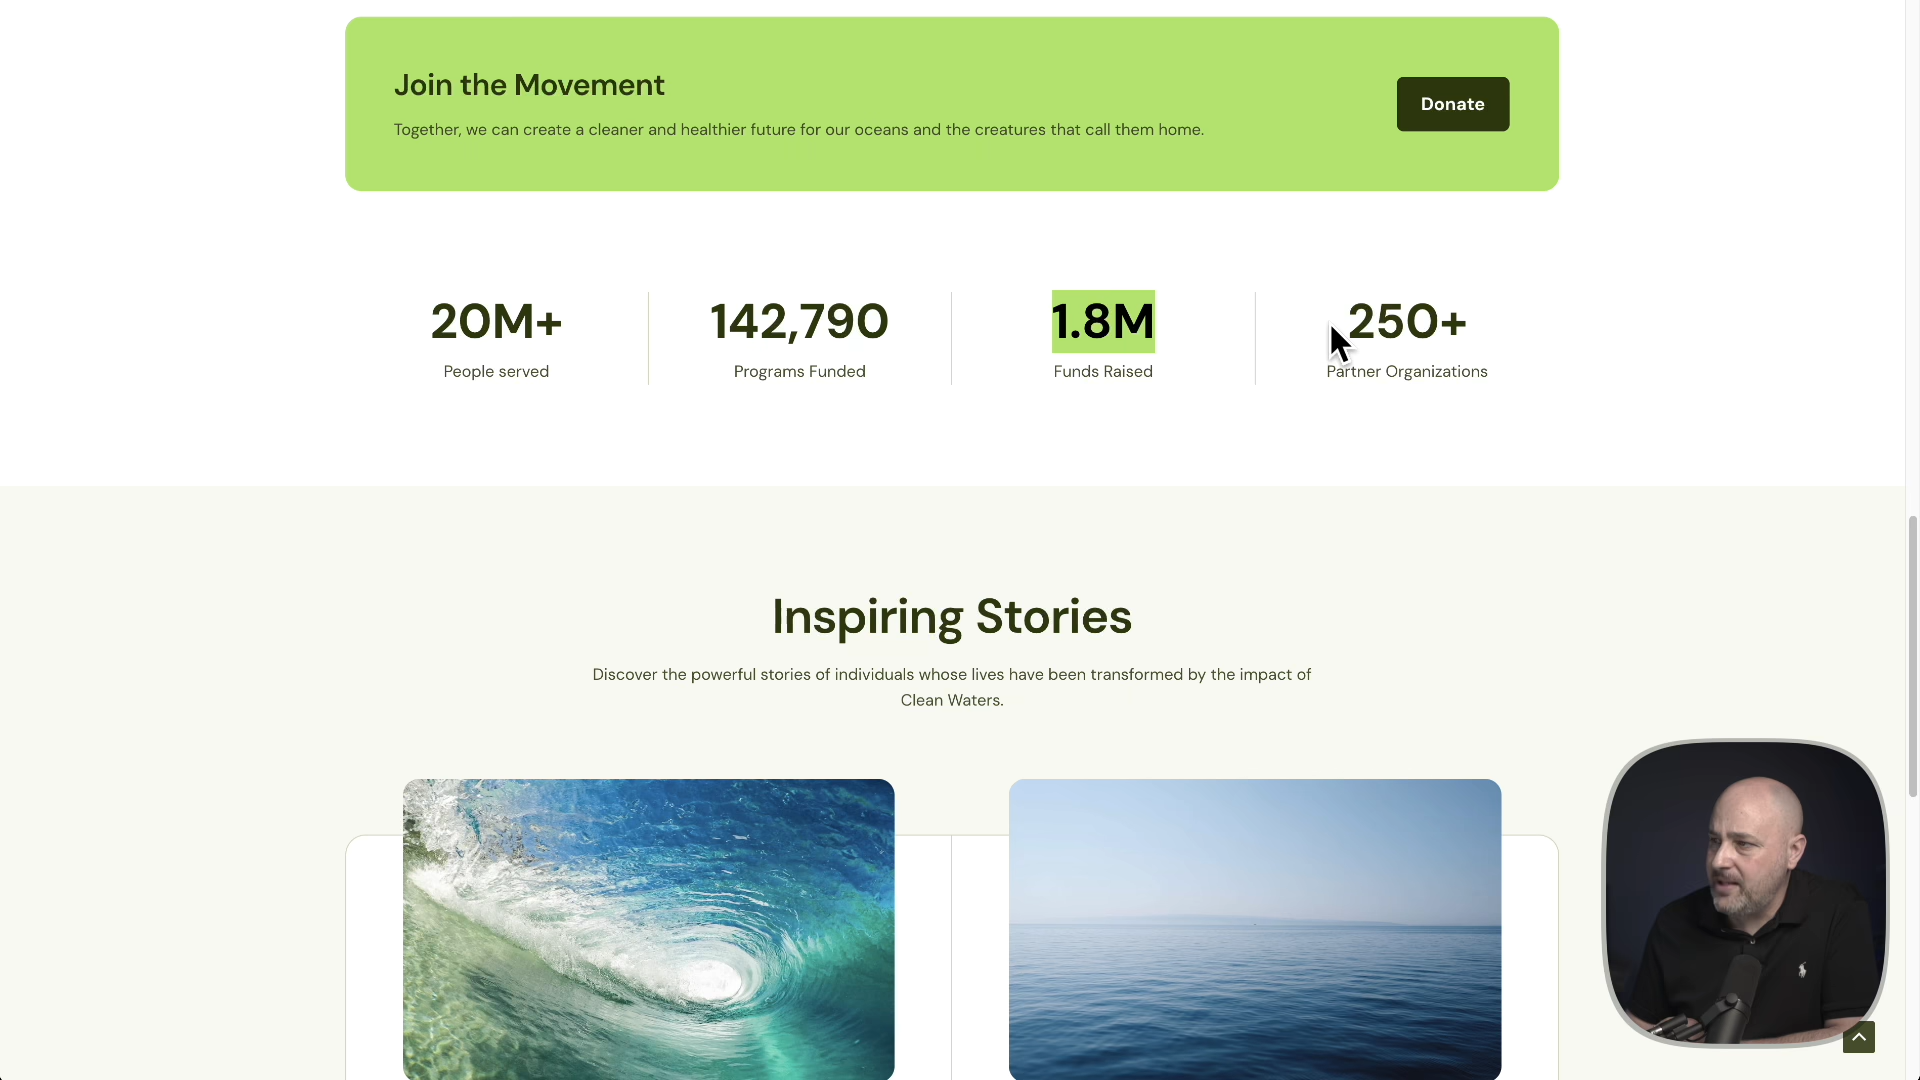 Join the Movement
Together, we can create a cleaner and healthier future for our oceans and the creatures that call them home.
Donate
20M+
People served
142,790
Programs Funded
1.8M
Funds Raised
250+
Partner Organizations
Inspiring Stories
Discover the powerful stories of individuals whose lives have been transformed by the impact of
Clean Waters.